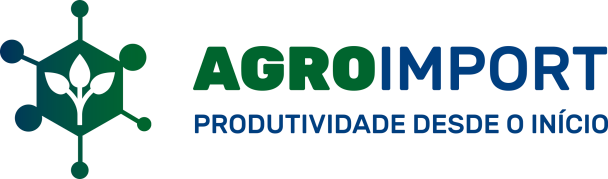 AGROIMPORT
PRODUTIVIDADE DESDE O INÍCIO